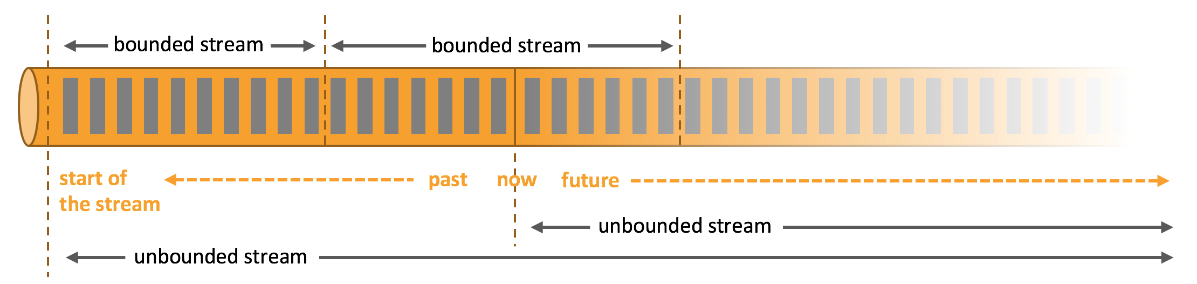 bounded stream
bounded stream
start of
the stream
past
now
future
unbounded stream
unbounded stream